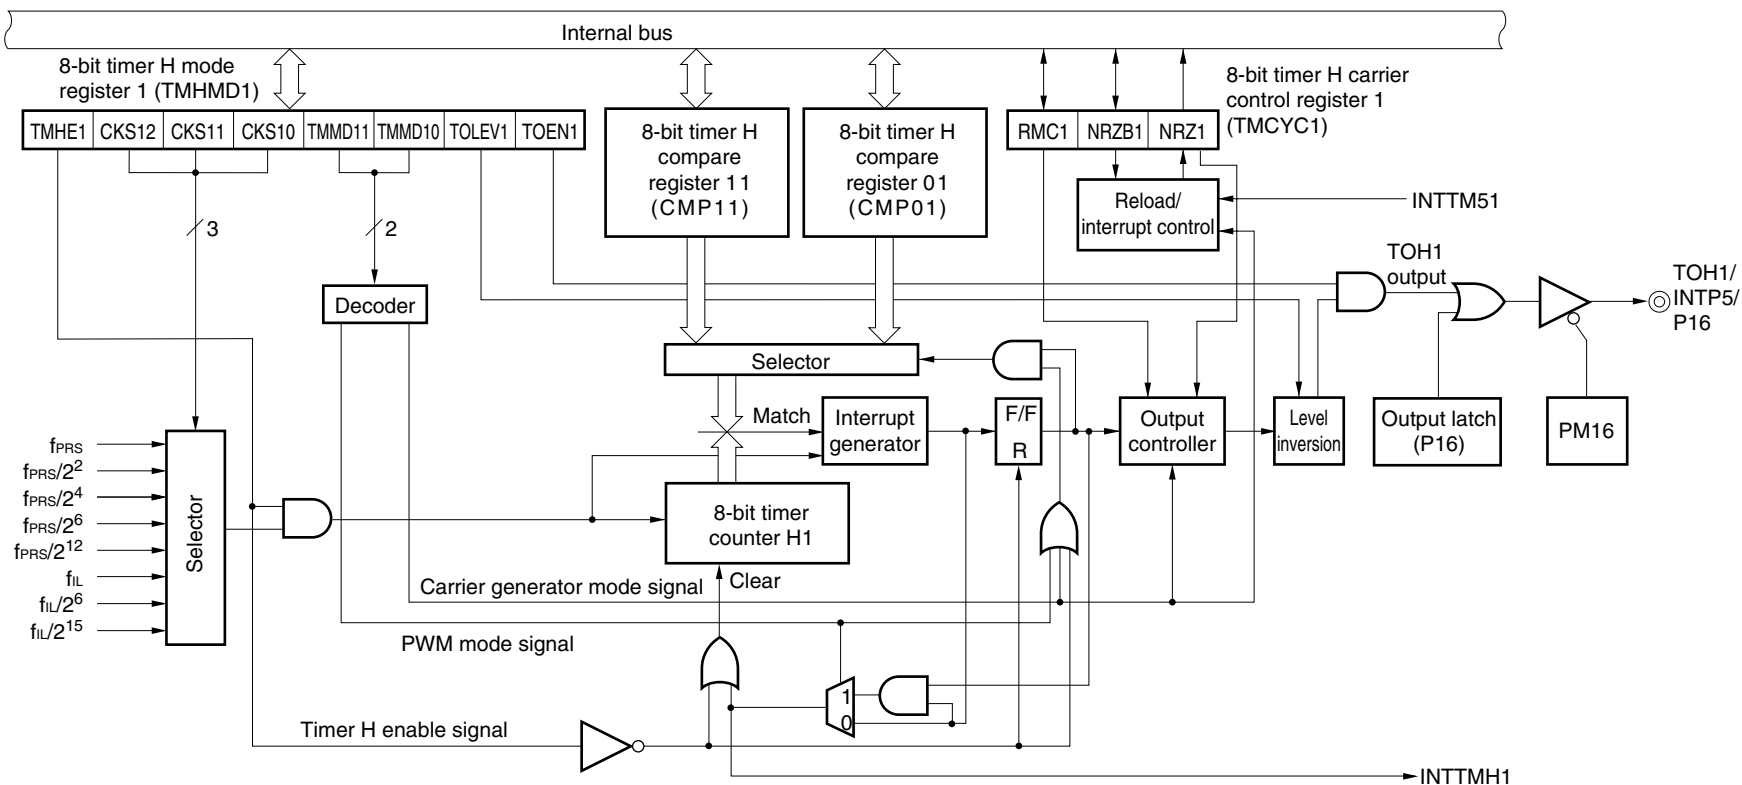 Internal bus
8-bit timer H mode
register 1 (TMHMD1)
8-bit timer H carrier
control register 1
(TMCYC1)
TMHE1 CKS12 CKS11 CKS10 TMMD11 TMMD10 TOLEV1 TOEN1
8-bit timer H
compare
register 11
(CMP11)
8-bit timer H
compare
register 01
(CMP01)
RMC1 NRZB1 NRZ1
Reload/
interrupt control
INTTM51
3
2
Decoder
TOH1
output
TOH1/
INTP5/
P16
Selector
Match
Interrupt
generator
F/F
R
Output
controller
Level
inversion
Output latch
(P16)
PM16
fPRS
fPRS/2^2
fPRS/2^4
fPRS/2^6
fPRS/2^12
fIL
fIL/2^6
fIL/2^15
Selector
8-bit timer
counter H1
Carrier generator mode signal
Clear
PWM mode signal
1
0
Timer H enable signal
INTTMH1